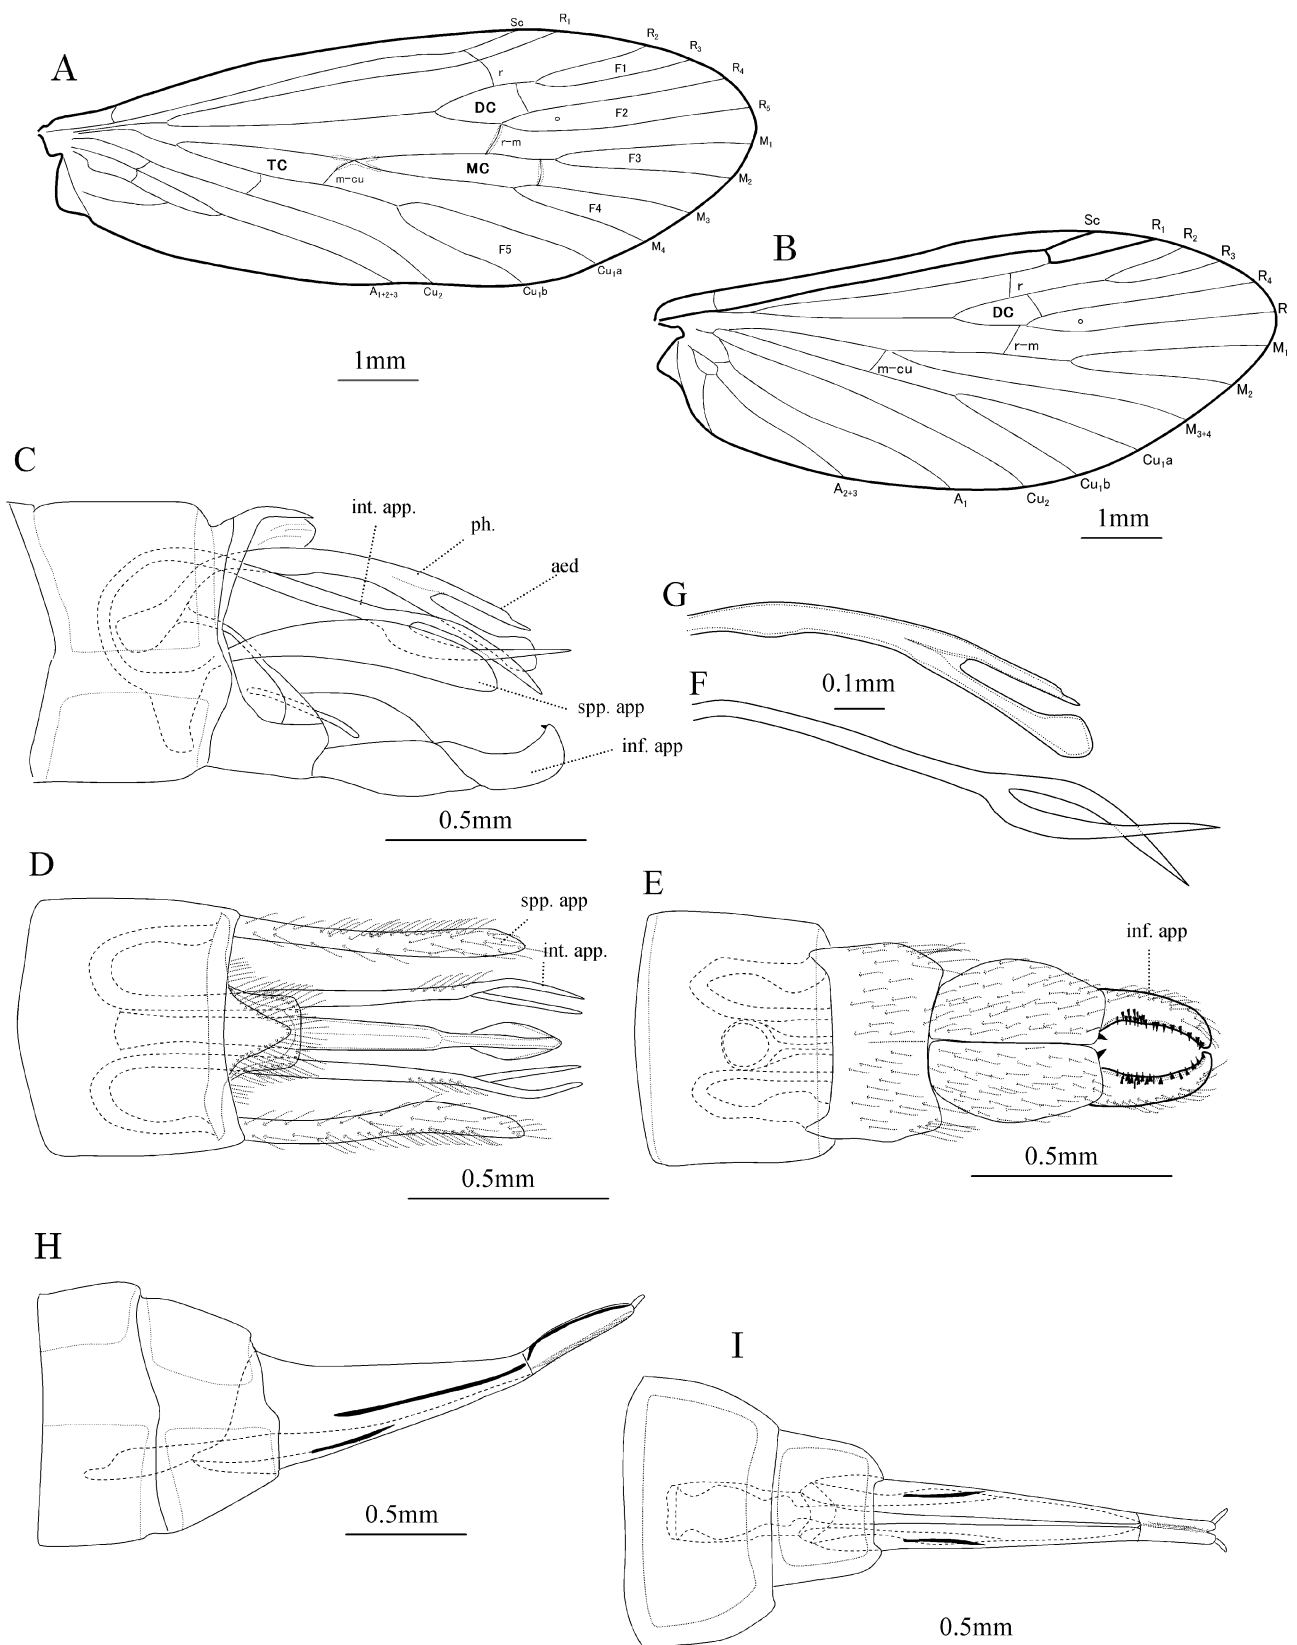 A
Sc
R1
R2
R3
R4
R5
M1
M2
M3
M4
Cu1a
Cu1b
Cu2
A1+2+3
r
DC
F1
F2
r-m
F3
TC
MC
m-cu
F4
F5
1mm
B
Sc
R1
R2
R3
R4
R
M1
M2
M3+4
Cu1a
Cu1b
Cu2
A1
A2+3
r
DC
r-m
m-cu
1mm
C
int. app.
ph.
aed
spp. app
inf. app
0.5mm
G
0.1mm
F
D
spp. app
int. app.
0.5mm
E
inf. app
0.5mm
H
0.5mm
I
0.5mm